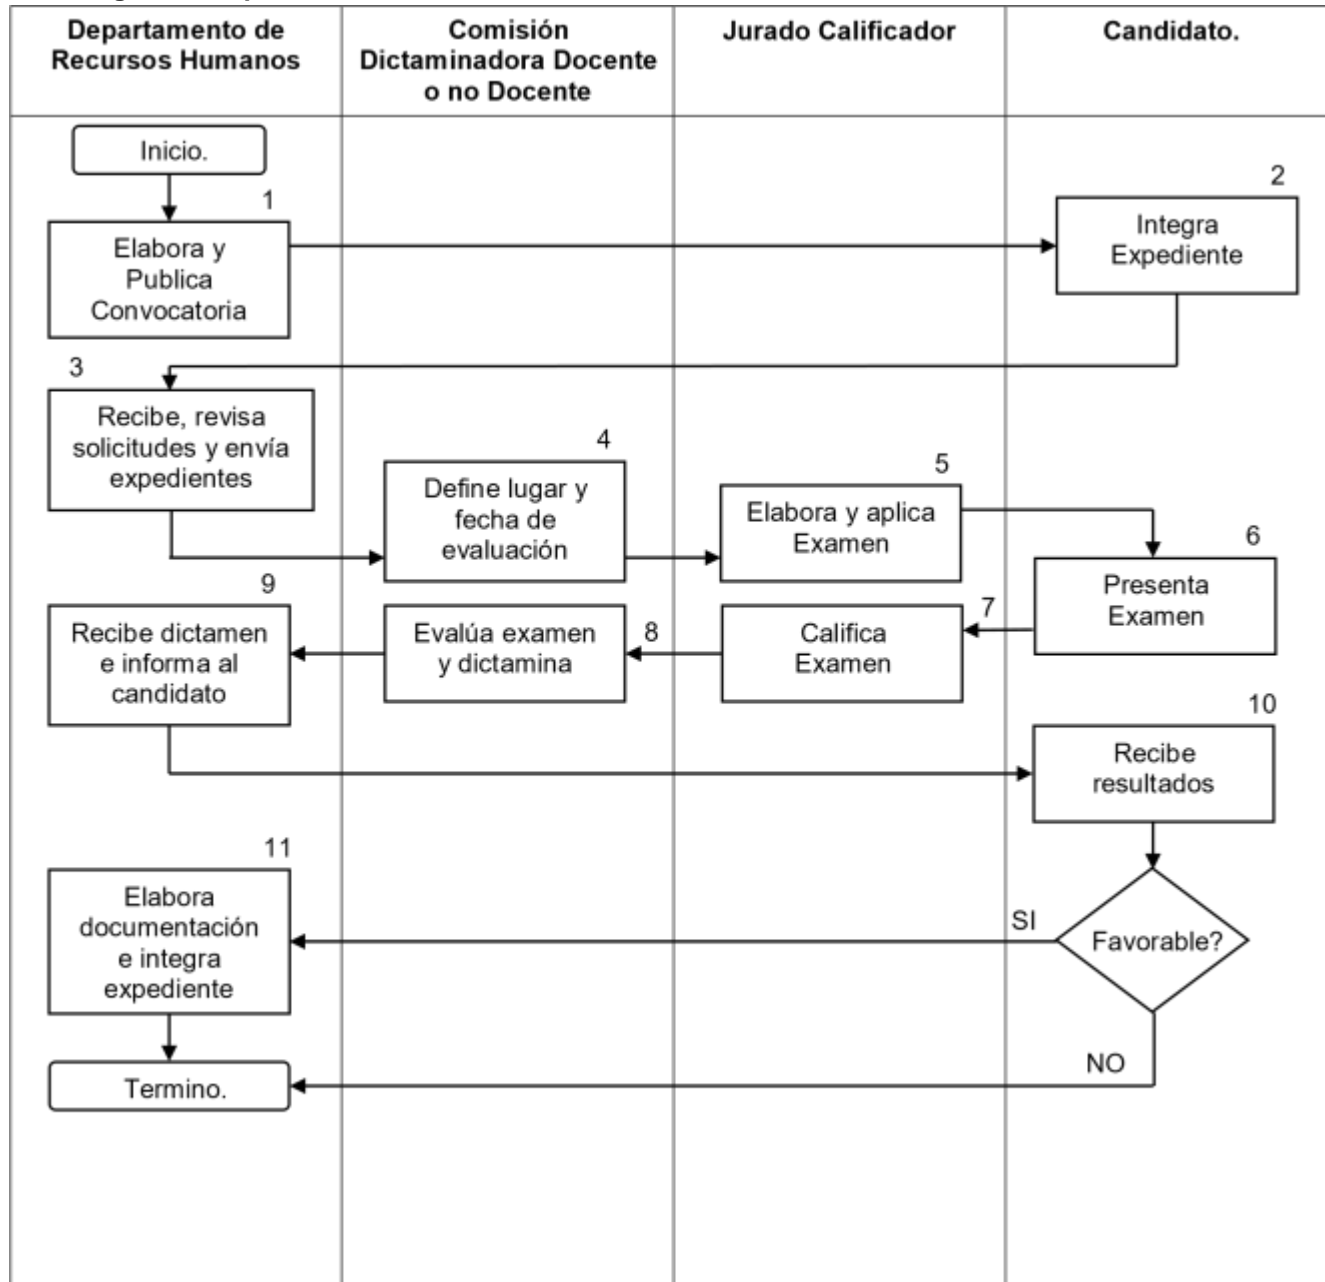 Departamento de
Recursos Humanos
Comisión
Dictaminadora Docente
o no Docente
Jurado Calificador
Candidato.
Inicio.
1
Elabora y
Publica
Convocatoria
2
Integra
Expediente
3
Recibe, revisa
solicitudes y envía
expedientes
4
Define lugar y
fecha de
evaluación
5
Elabora y aplica
Examen
6
Presenta
Examen
7
Califica
Examen
8
Evalúa examen
y dictamina
9
Recibe dictamen
e informa al
candidato
10
Recibe
resultados
Favorable?
SI
NO
11
Elabora
documentación
e integra
expediente
Termino.